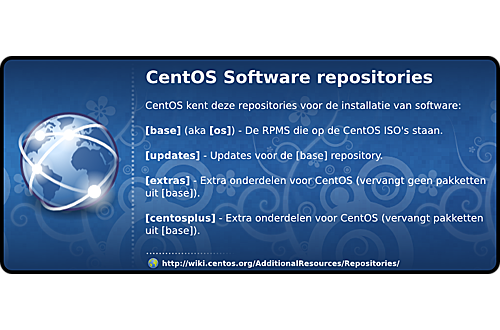 CentOS Software repositories
CentOS kent deze repositories voor de installatie van software:
[base] (aka [os]) - De RPMS die op de CentOS ISO's staan.
[updates] - Updates voor de [base] repository.
[extras] - Extra onderdelen voor CentOS (vervangt geen pakketten
uit [base]).
[centosplus] - Extra onderdelen voor CentOS (vervangt pakketten
uit [base]).
http://wiki.centos.org/AdditionalResources/Repositories/